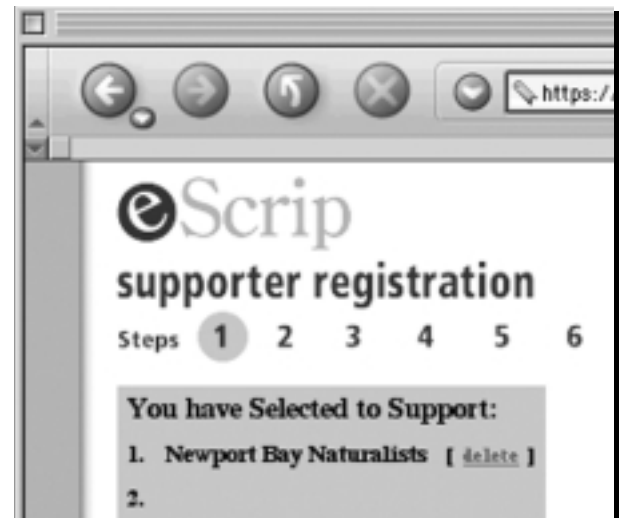 https:/
eScrip
supporter registration
Steps 1 2 3 4 5 6
You have Selected to Support:
1. Newport Bay Naturalists [ delete ]
2.